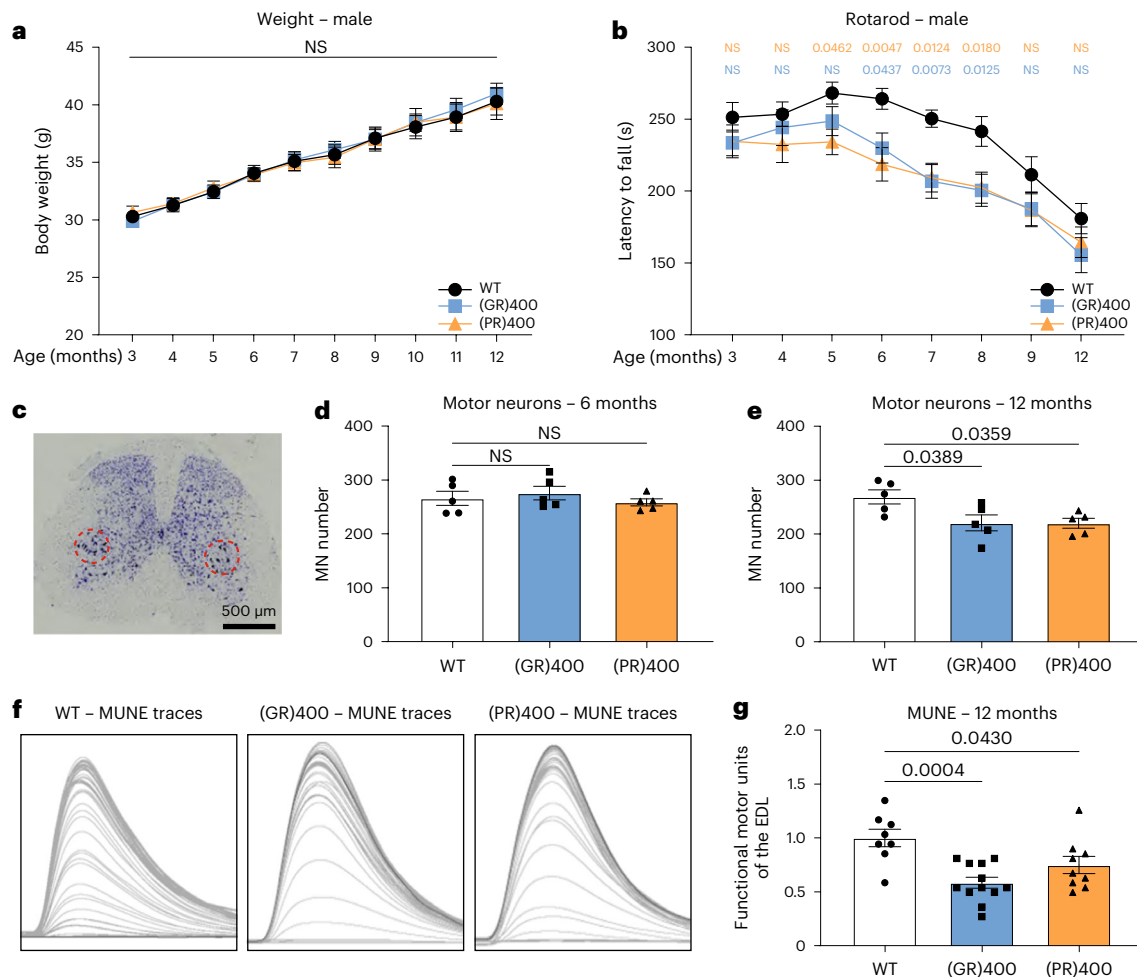 a
Weight – male
NS
45
40
35
30
25
20
Body weight (g)
WT
(GR)400
(PR)400
Age (months) 3 4 5 6 7 8 9 10 11 12
b
Rotarod – male
NS NS 0.0462 0.0047 0.0124 0.0180 NS NS
NS NS NS 0.0437 0.0073 0.0125 NS NS
300
250
200
150
100
Latency to fall (s)
WT
(GR)400
(PR)400
Age (months) 3 4 5 6 7 8 9 12
c
500 µm
d
Motor neurons – 6 months
400
300
200
100
0
MN number
NS
NS
WT (GR)400 (PR)400
e
Motor neurons – 12 months
400
300
200
100
0
MN number
0.0359
0.0389
WT (GR)400 (PR)400
f
WT – MUNE traces
(GR)400 – MUNE traces
(PR)400 – MUNE traces
g
MUNE – 12 months
2.0
1.5
1.0
0.5
0
Functional motor units
of the EDL
0.0430
0.0004
WT (GR)400 (PR)400